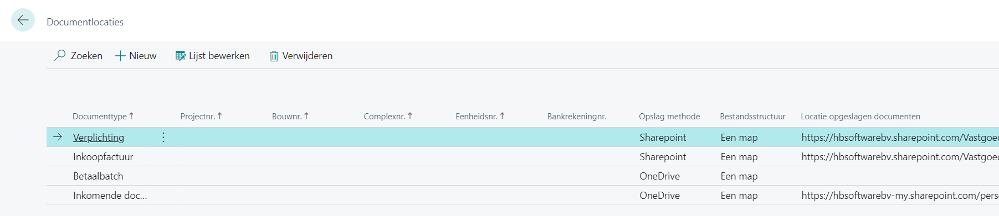 Documentlocaties
Zoeken Nieuw Lijst bewerken Verwijderen
Documenttype Projectnr. Bouwnr. Complexnr. Eenheidsnr. Bankrekeningnr. Opslag methode Bestandsstructuur Locatie opgeslagen documenten
Verplichting Sharepoint Een map https://hbsoftwarebv.sharepoint.com/Vastgoed
Inkoopfactuur Sharepoint Een map https://hbsoftwarebv.sharepoint.com/Vastgoed
Betaalbatch OneDrive Een map
Inkomende doc... OneDrive Een map https://hbsoftwarebv-my.sharepoint.com/pers